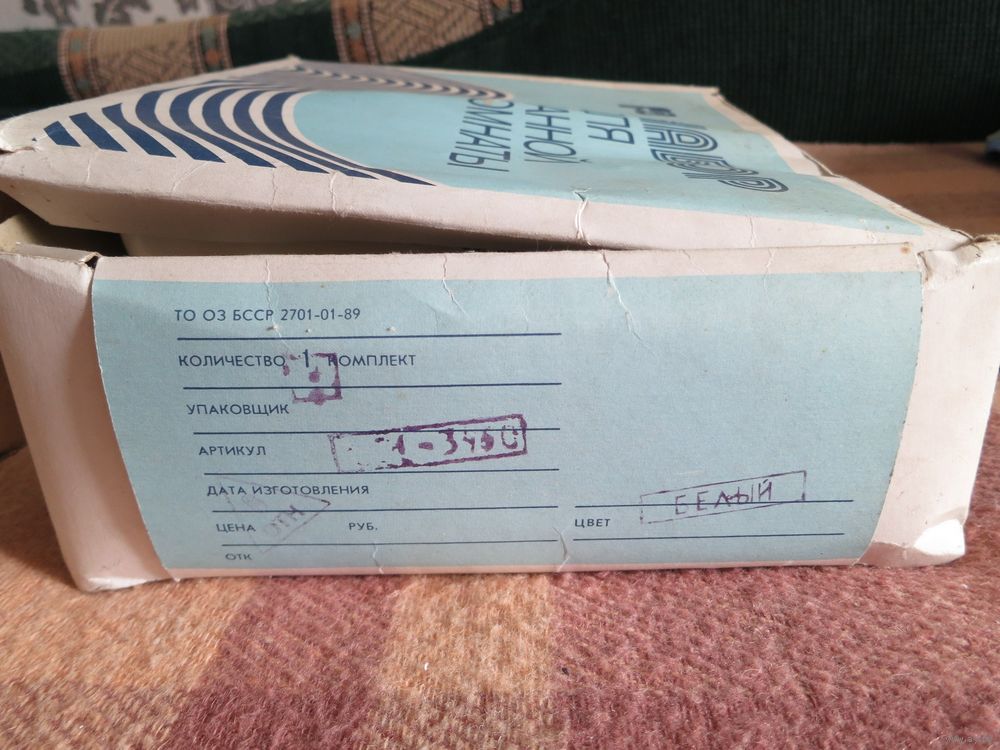 ДЛЯ
ВАННОЙ
КОМНАТЫ
ТО ОЗ БССР 2701-01-89
КОЛИЧЕСТВО 1 КОМПЛЕКТ
УПАКОВЩИК
АРТИКУЛ
ДАТА ИЗГОТОВЛЕНИЯ
ЦЕНА РУБ.
ЦВЕТ БЕЛЫЙ
ОТК